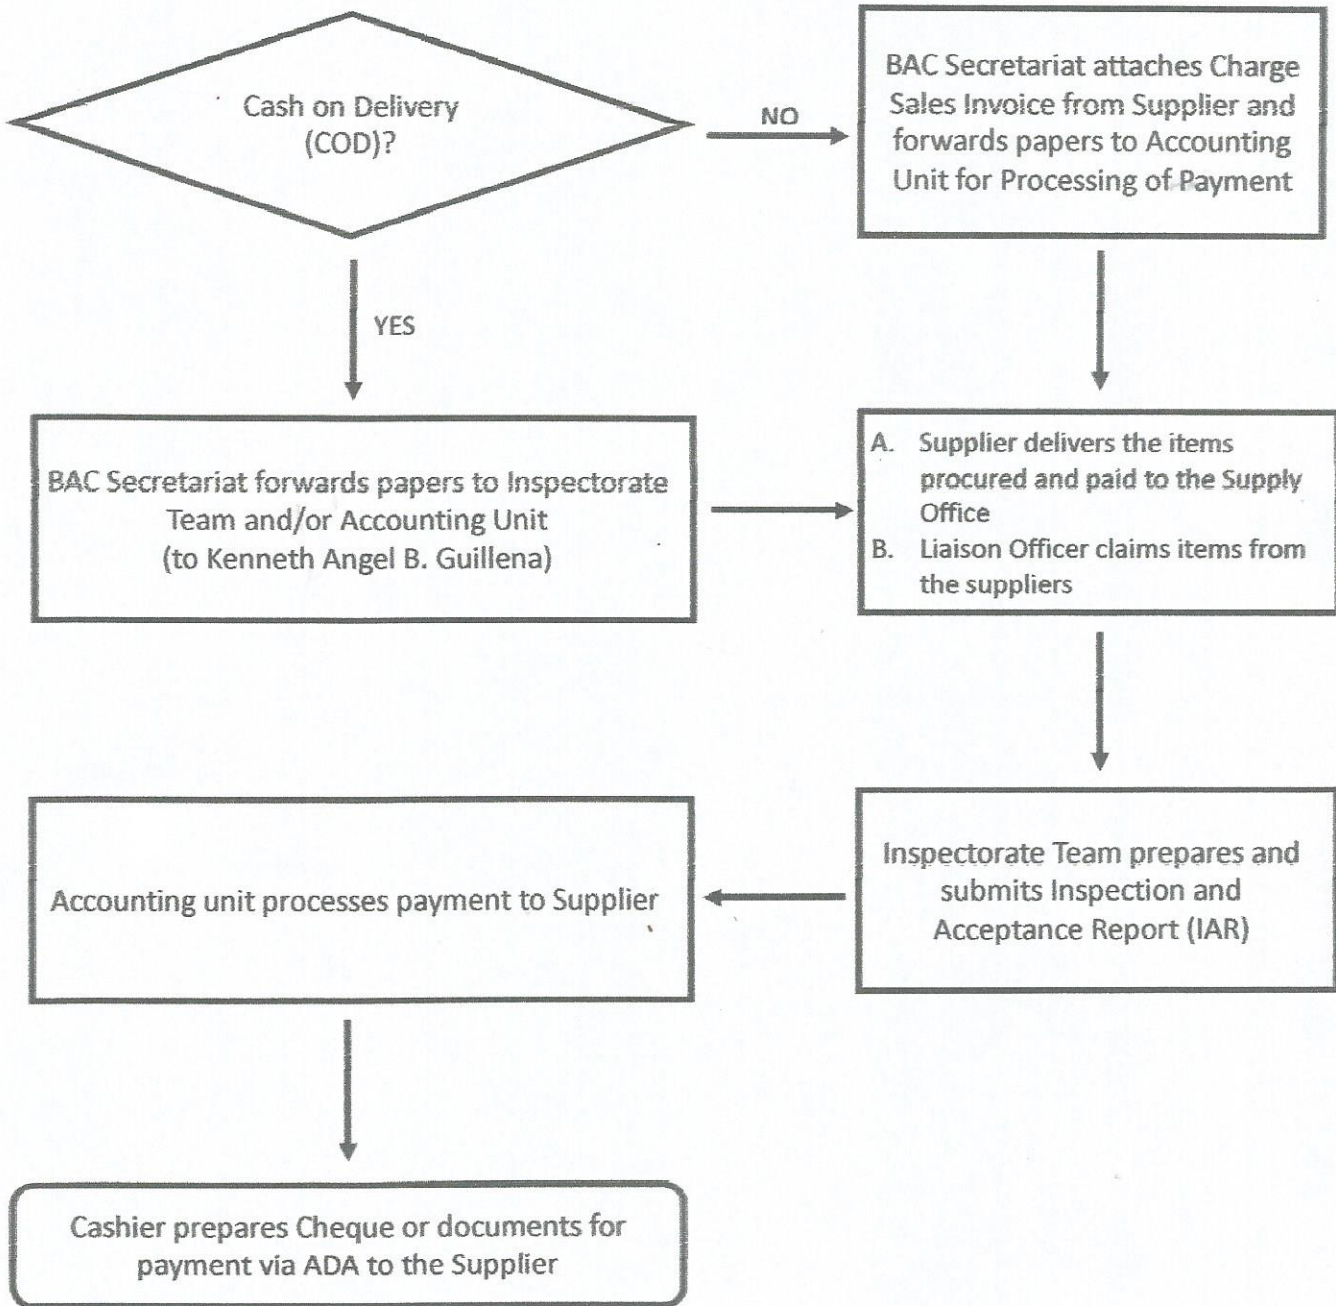 Cash on Delivery
(COD)?
NO
BAC Secretariat attaches Charge
Sales Invoice from Supplier and
forwards papers to Accounting
Unit for Processing of Payment
YES
BAC Secretariat forwards papers to Inspectorate
Team and/or Accounting Unit
(to Kenneth Angel B. Guillena)
A. Supplier delivers the items
procured and paid to the Supply
Office
B. Liaison Officer claims items from
the suppliers
Inspectorate Team prepares and
submits Inspection and
Acceptance Report (IAR)
Accounting unit processes payment to Supplier
Cashier prepares Cheque or documents for
payment via ADA to the Supplier